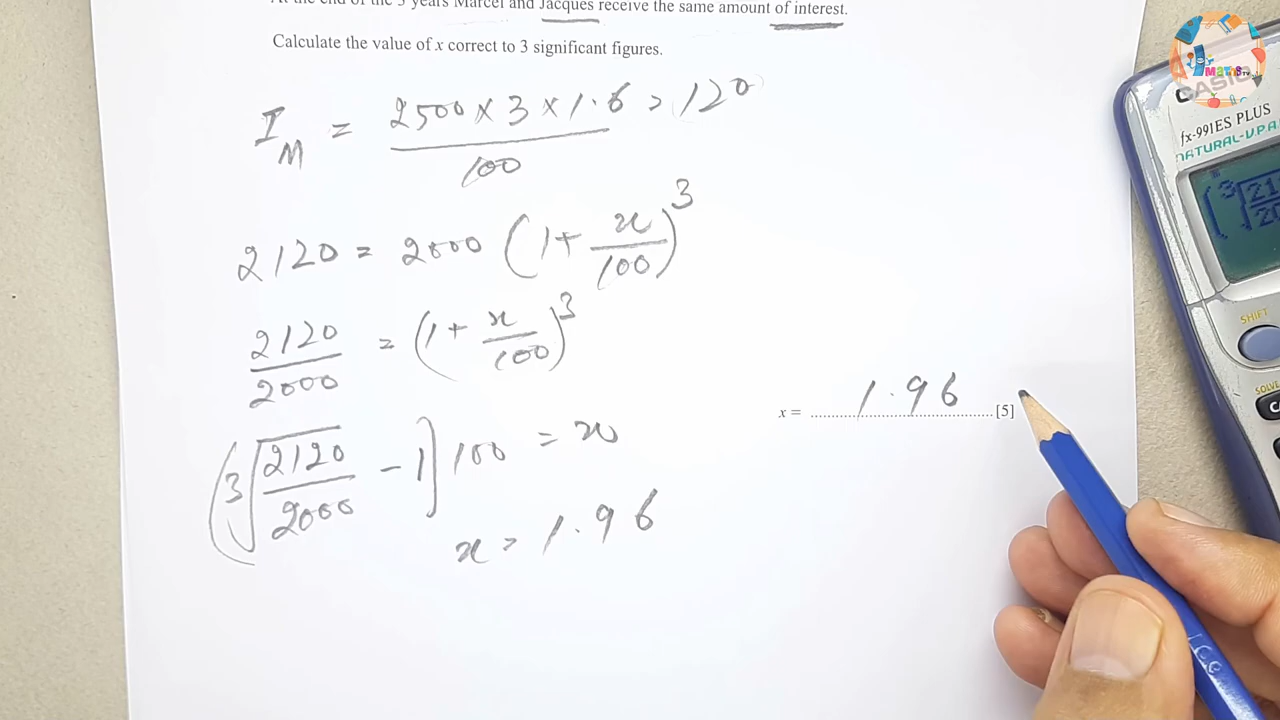 At the end of the 3 years Marcel and Jacques receive the same amount of interest.
Calculate the value of x correct to 3 significant figures.
I_M = 2500 × 3 × 1.6 / 100 = 120
2120 = 2000 (1 + x/100)^3
2120/2000 = (1 + x/100)^3
(∛(2120/2000) - 1) 100 = x
x = 1.96
x = 1.96 [5]
MathsTV
CASIO
fx-991ES PLUS
NATURAL-V.P.A
SHIFT
SOLVE